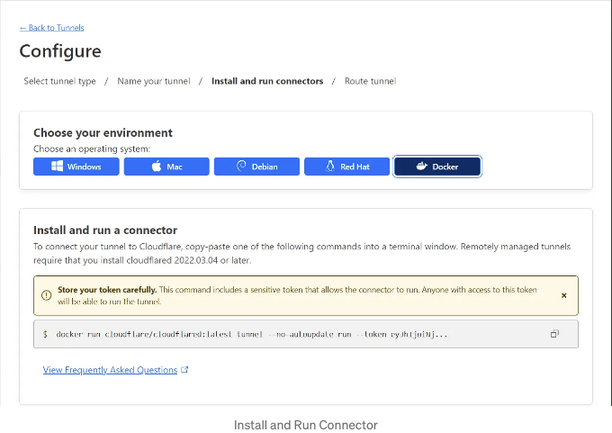 ← Back to Tunnels
Configure
Select tunnel type / Name your tunnel / Install and run connectors / Route tunnel
Choose your environment
Choose an operating system:
Windows Mac Debian Red Hat Docker
Install and run a connector
To connect your tunnel to Cloudflare, copy-paste one of the following commands into a terminal window. Remotely managed tunnels
require that you install cloudflared 2022.03.04 or later.
Store your token carefully. This command includes a sensitive token that allows the connector to run. Anyone with access to this token
will be able to run the tunnel.
$ docker run cloudflare/cloudflared:latest tunnel --no-autoupdate run --token eyJhIjoiNj...
View Frequently Asked Questions
Install and Run Connector